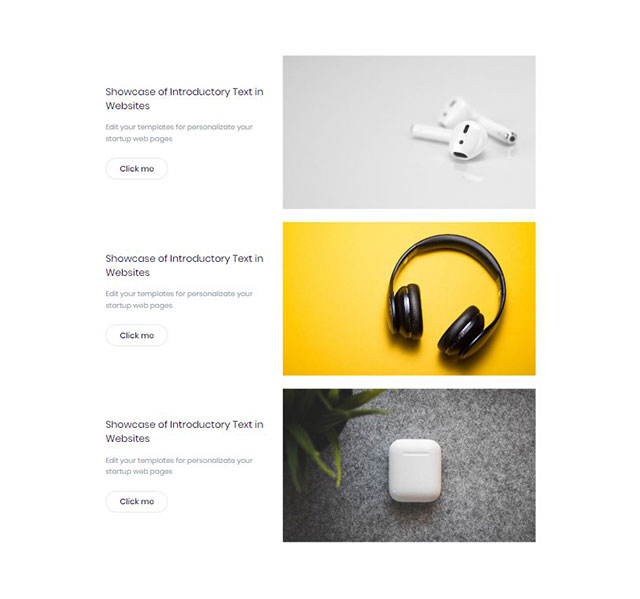 Showcase of Introductory Text in
Websites
Edit your templates for personalizate your
startup web pages
Click me
Showcase of Introductory Text in
Websites
Edit your templates for personalizate your
startup web pages
Click me
Showcase of Introductory Text in
Websites
Edit your templates for personalizate your
startup web pages
Click me